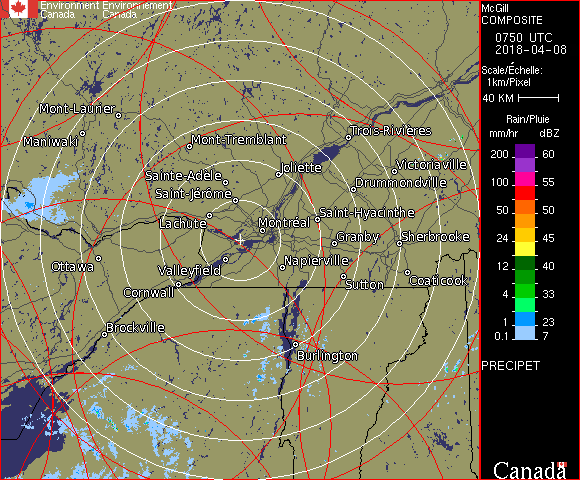 Environment Environnement
Canada Canada
McGill
COMPOSITE
0750 UTC
2018-04-08
Scale/Échelle:
1km/Pixel
40 KM
Rain/Pluie
mm/hr dBZ
200 60
100 55
50 50
24 45
12 40
4 33
1 23
0.1 7
PRECIPET
Canada
Mont-Laurier
Trois-Rivières
Maniwaki
Mont-Tremblant
Victoriaville
Joliette
Sainte-Adèle
Drummondville
Saint-Jérôme
Saint-Hyacinthe
Lachute
Montréal
Granby
Sherbrooke
Ottawa
Napierville
Valleyfield
Coaticook
Sutton
Cornwall
Brockville
Burlington